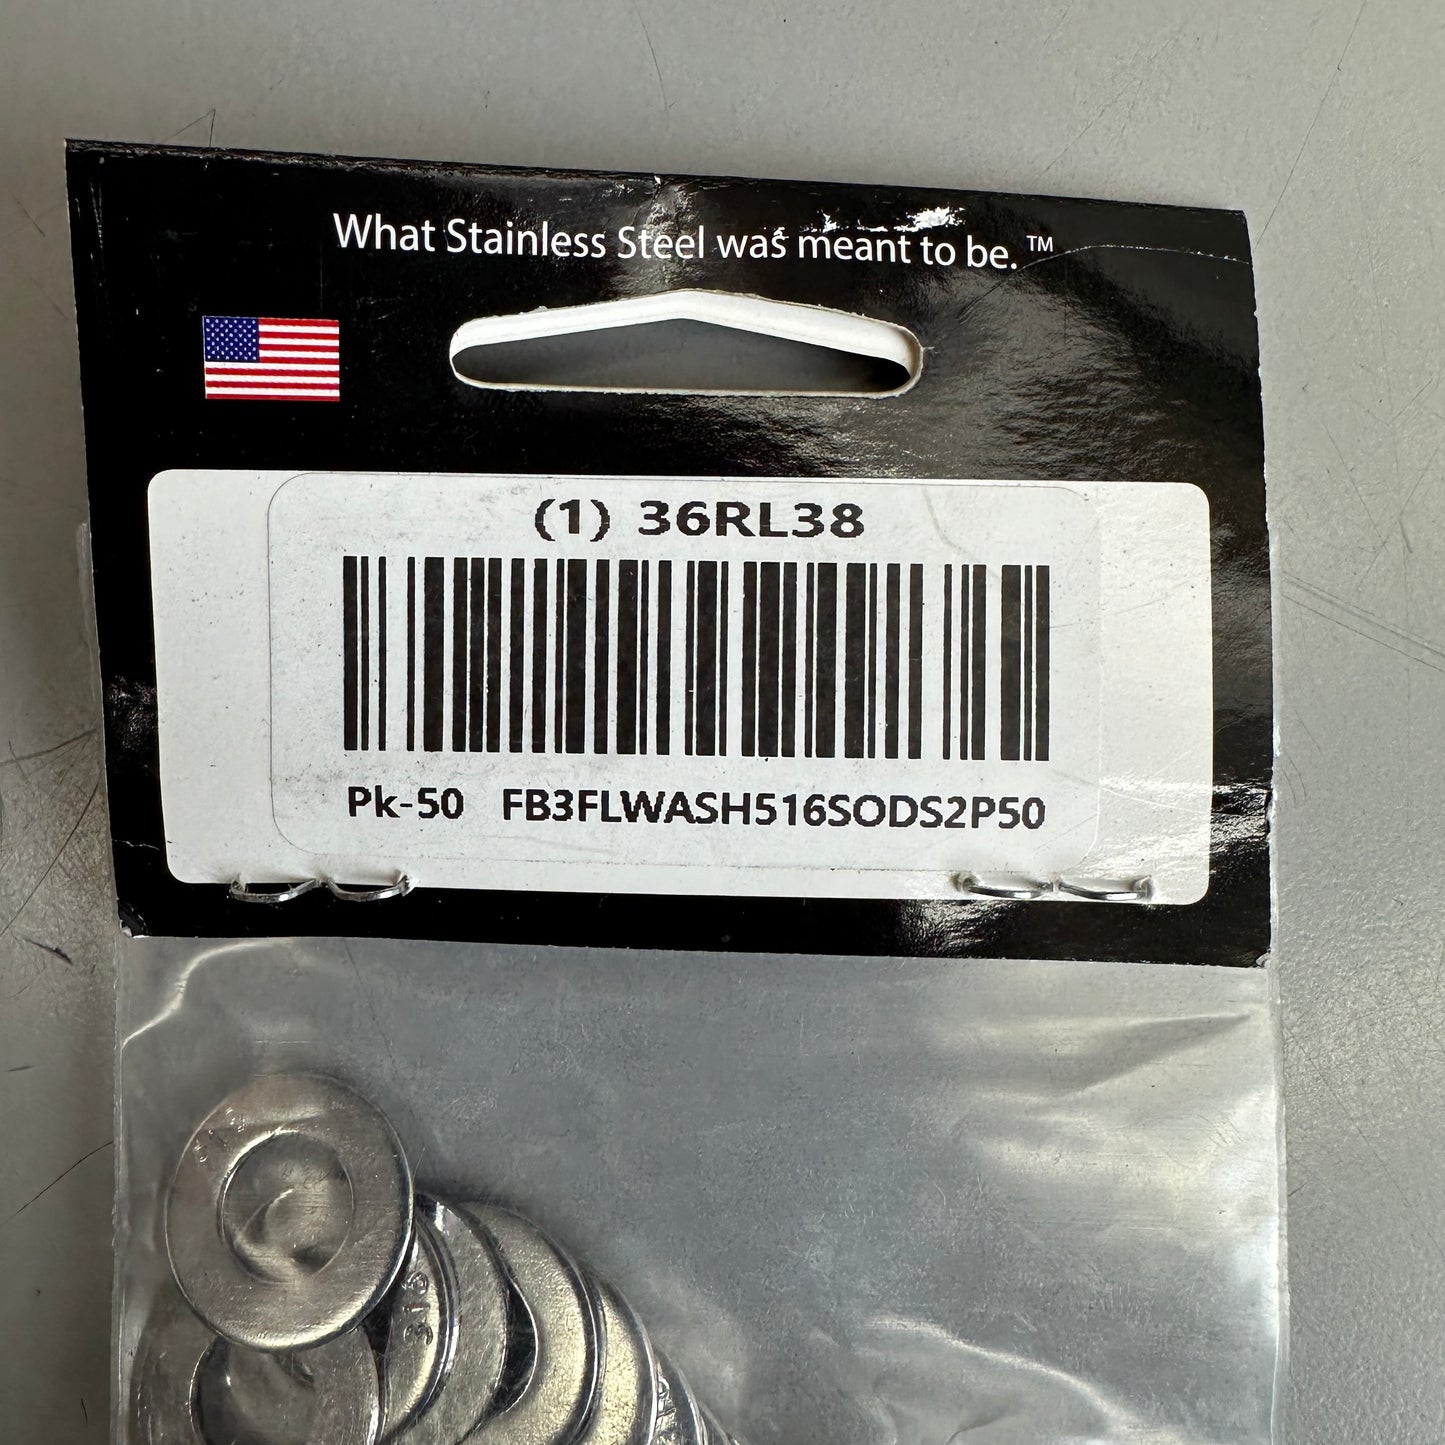 What Stainless Steel was meant to be.™
(1) 36RL38
Pk-50 FB3FLWASH516SODS2P50
316
316